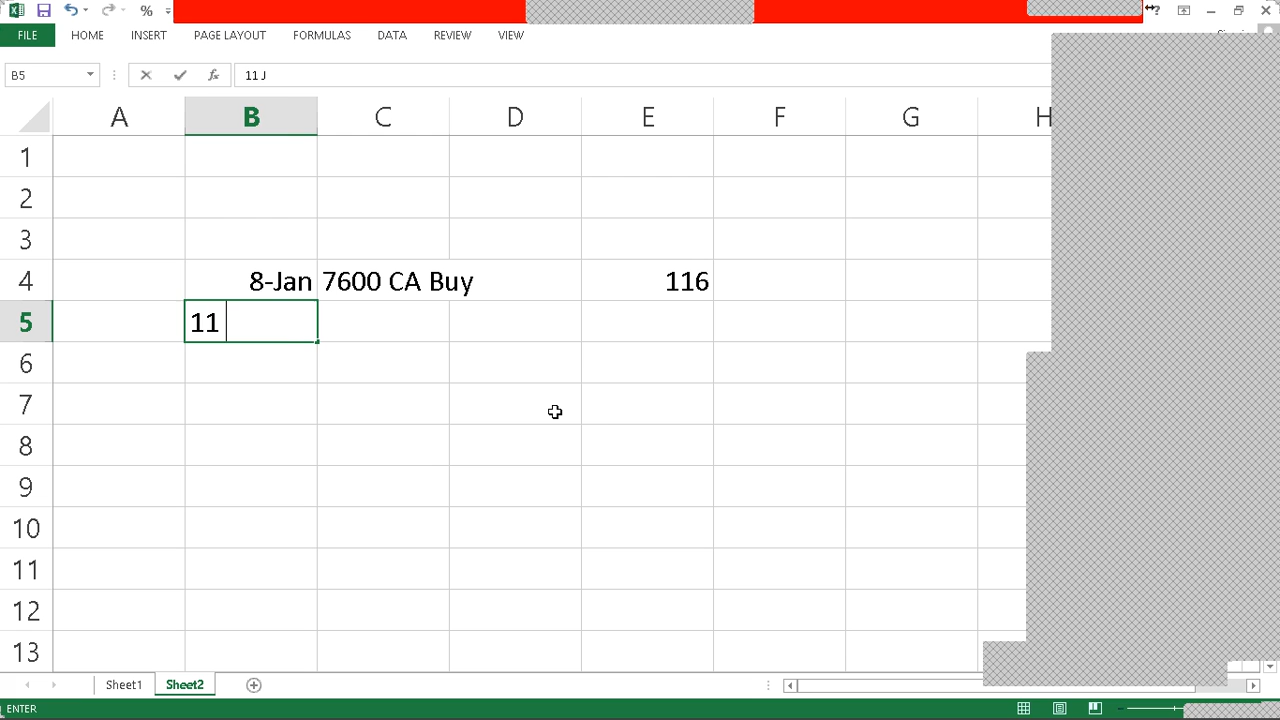 %
?
FILE HOME INSERT PAGE LAYOUT FORMULAS DATA REVIEW VIEW
B5 fx 11 J
A B C D E F G H
1
2
3
4 8-Jan 7600 CA Buy 116
5 11
6
7
8
9
10
11
12
13
Sheet1 Sheet2
ENTER